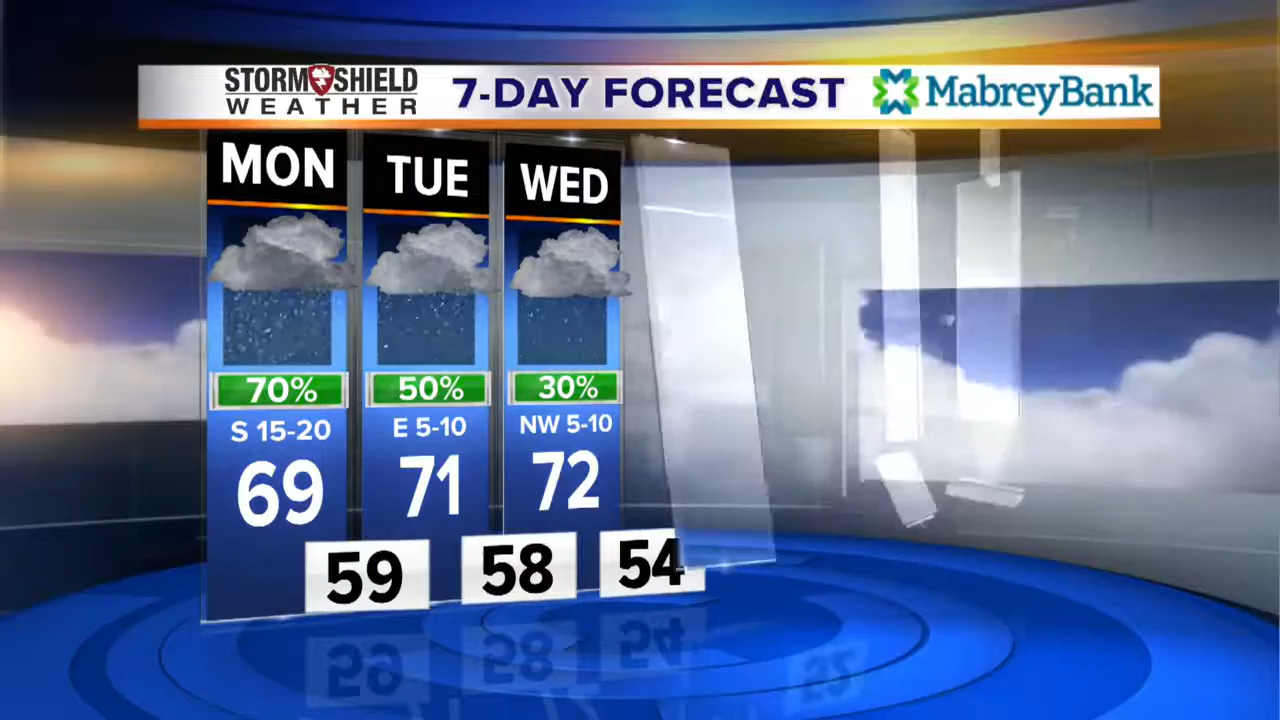 STORM SHIELD
WEATHER
7-DAY FORECAST
MabreyBank
MON
TUE
WED
70%
50%
30%
S 15-20
E 5-10
NW 5-10
69
71
72
59
58
54